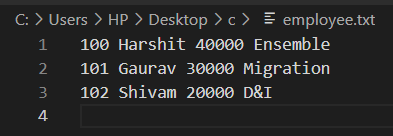 C: > Users > HP > Desktop > c > employee.txt
1 100 Harshit 40000 Ensemble
2 101 Gaurav 30000 Migration
3 102 Shivam 20000 D&I
4